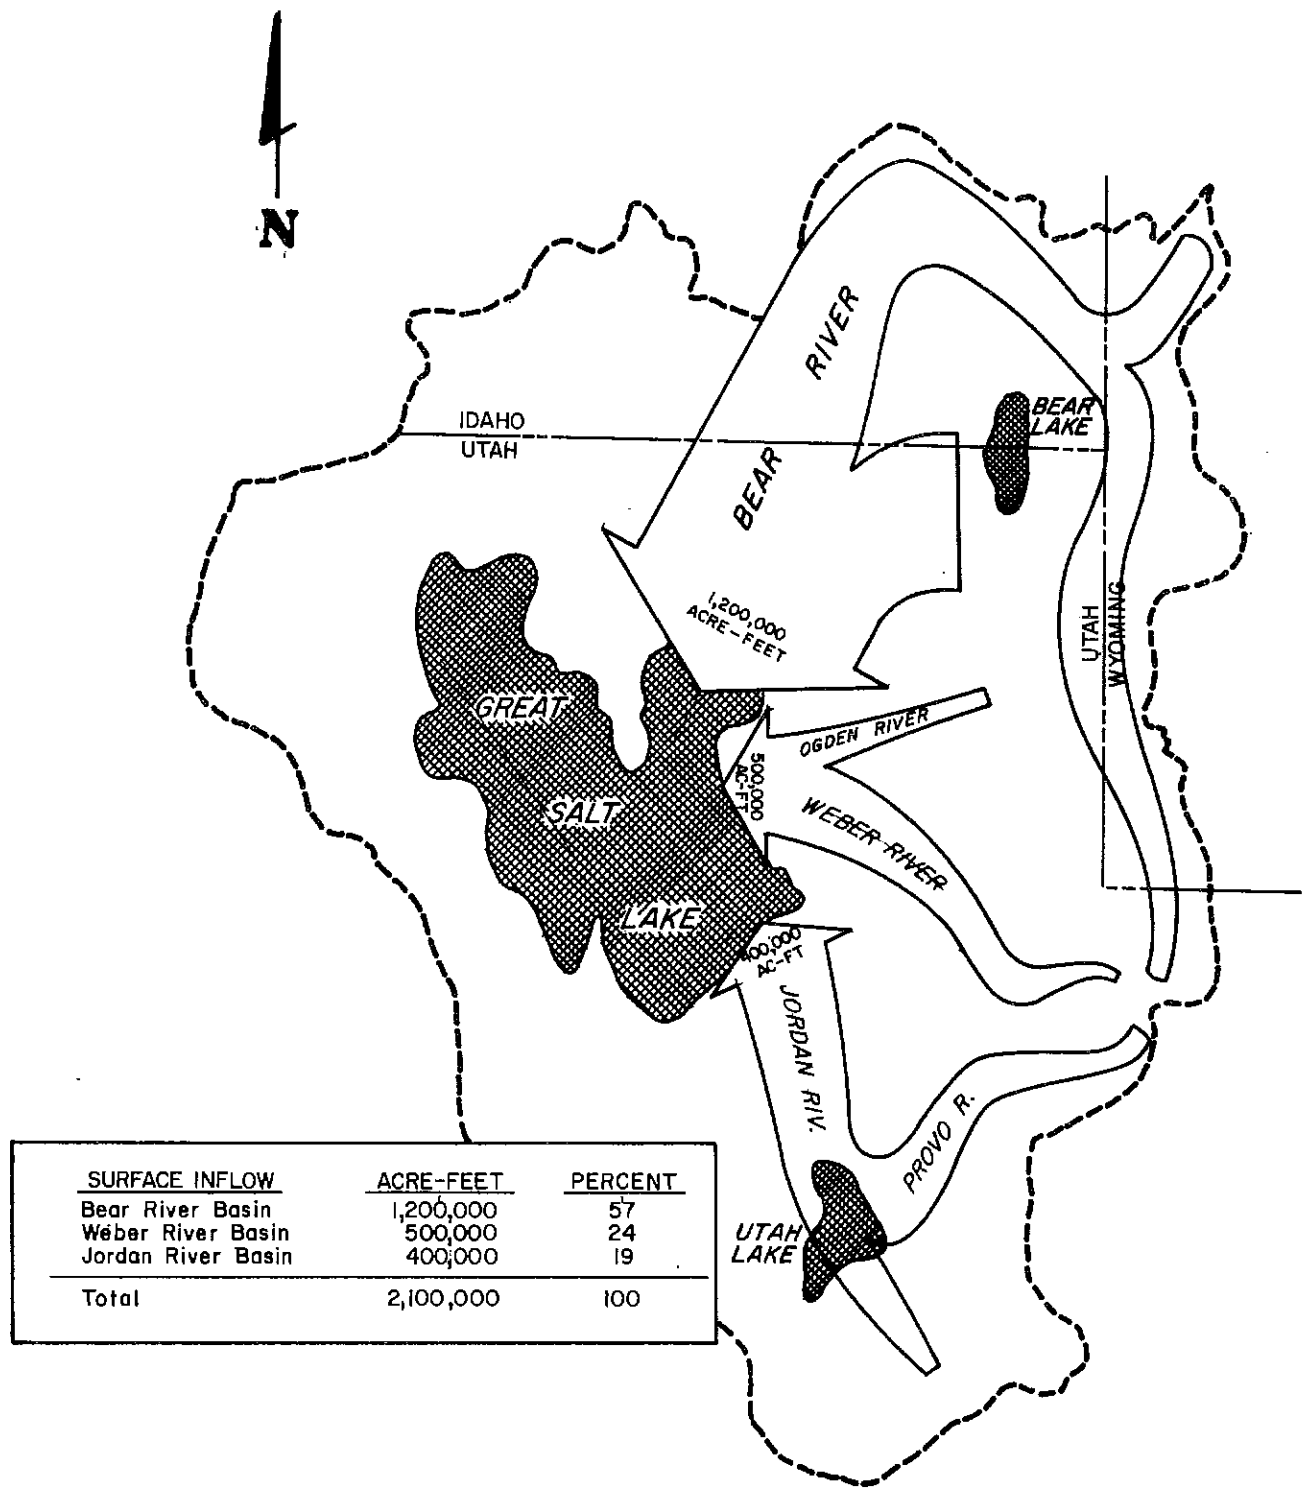 N
RIVER
BEAR
BEAR
LAKE
IDAHO
UTAH
1,200,000
ACRE-FEET
UTAH
WYOMING
GREAT
SALT
LAKE
OGDEN RIVER
500,000
AC-FT
WEBER RIVER
400,000
AC-FT
JORDAN RIV.
PROVO R.
UTAH
LAKE
SURFACE INFLOW ACRE-FEET PERCENT
Bear River Basin 1,200,000 57
Weber River Basin 500,000 24
Jordan River Basin 400,000 19
Total 2,100,000 100